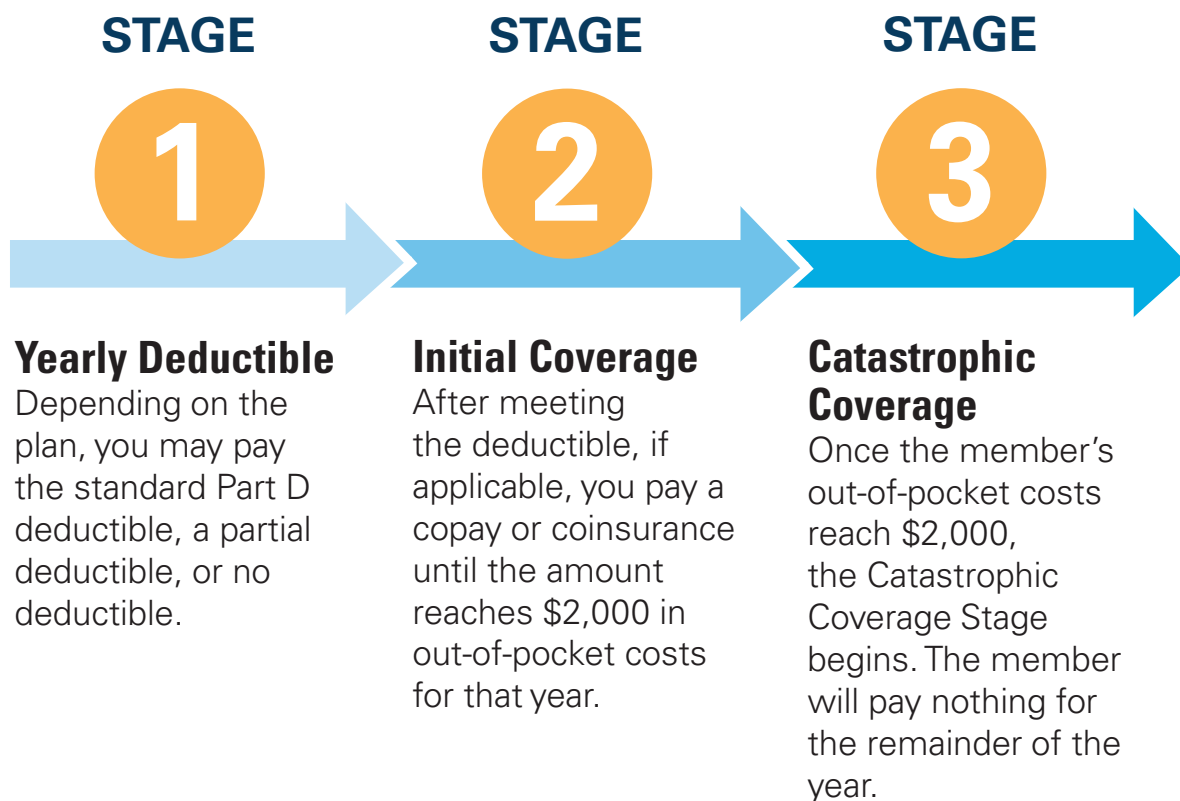 STAGE
1
Yearly Deductible
Depending on the
plan, you may pay
the standard Part D
deductible, a partial
deductible, or no
deductible.
STAGE
2
Initial Coverage
After meeting
the deductible, if
applicable, you pay a
copay or coinsurance
until the amount
reaches $2,000 in
out-of-pocket costs
for that year.
STAGE
3
Catastrophic
Coverage
Once the member’s
out-of-pocket costs
reach $2,000,
the Catastrophic
Coverage Stage
begins. The member
will pay nothing for
the remainder of the
year.